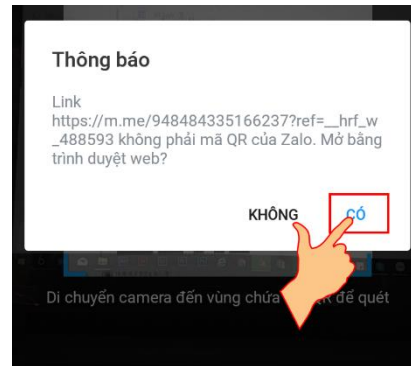 Thông báo
Link
https://m.me/948484335166237?ref=__hrf_w
_488593 không phải mã QR của Zalo. Mở bằng
trình duyệt web?
KHÔNG CÓ
Di chuyển camera đến vùng chứa để quét